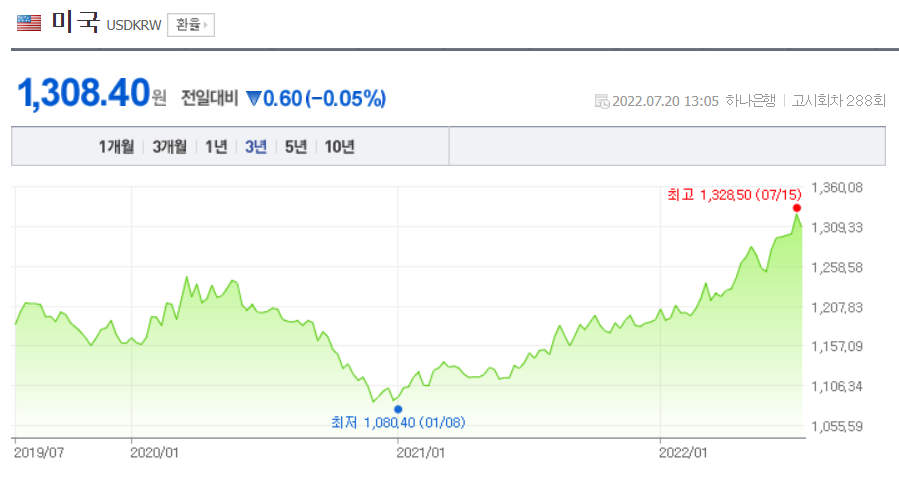 미국 USDKRW 환율
1,308.40원 전일대비 ▼0.60(-0.05%)
2022.07.20 13:05 하나은행 고시회차 288회
1개월 3개월 1년 3년 5년 10년
1,360.08
최고 1,328.50 (07/15)
1,309.33
1,258.58
1,207.83
1,157.09
1,106.34
최저 1,080.40 (01/08)
1,055.59
2019/07 2020/01 2021/01 2022/01